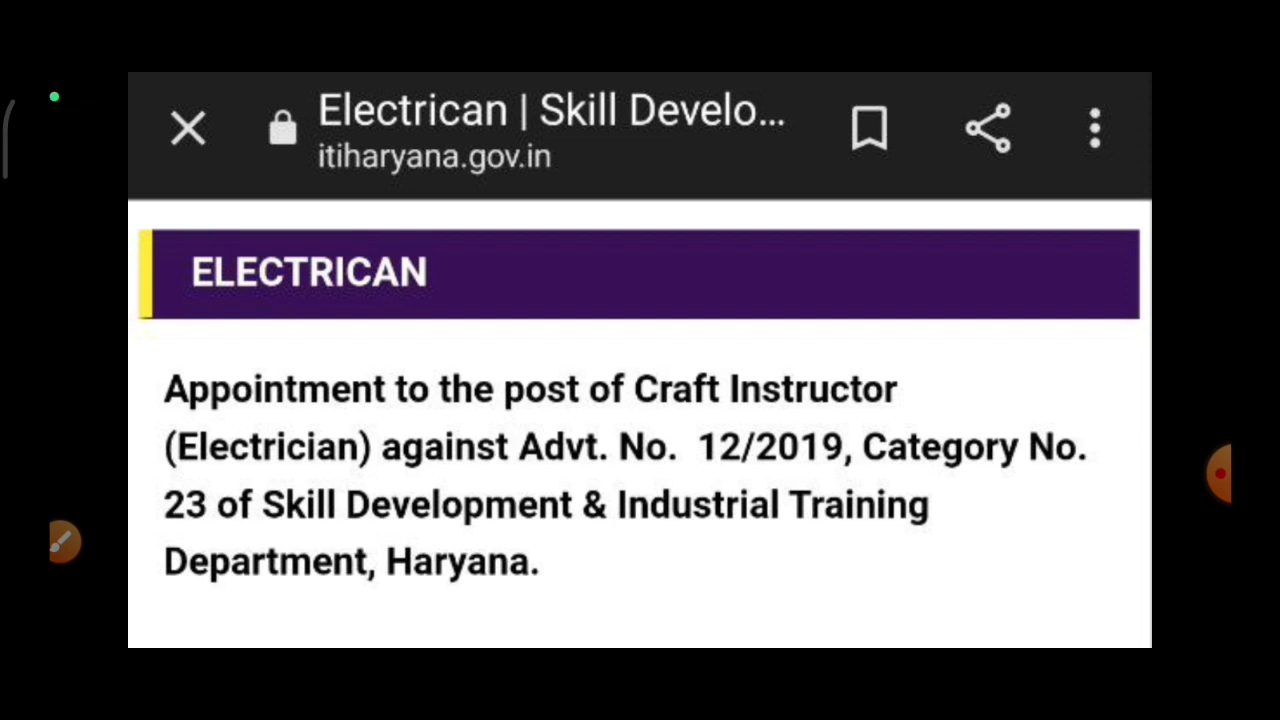 Electrican | Skill Develo...
itiharyana.gov.in
ELECTRICAN
Appointment to the post of Craft Instructor
(Electrician) against Advt. No.  12/2019, Category No.
23 of Skill Development & Industrial Training
Department, Haryana.